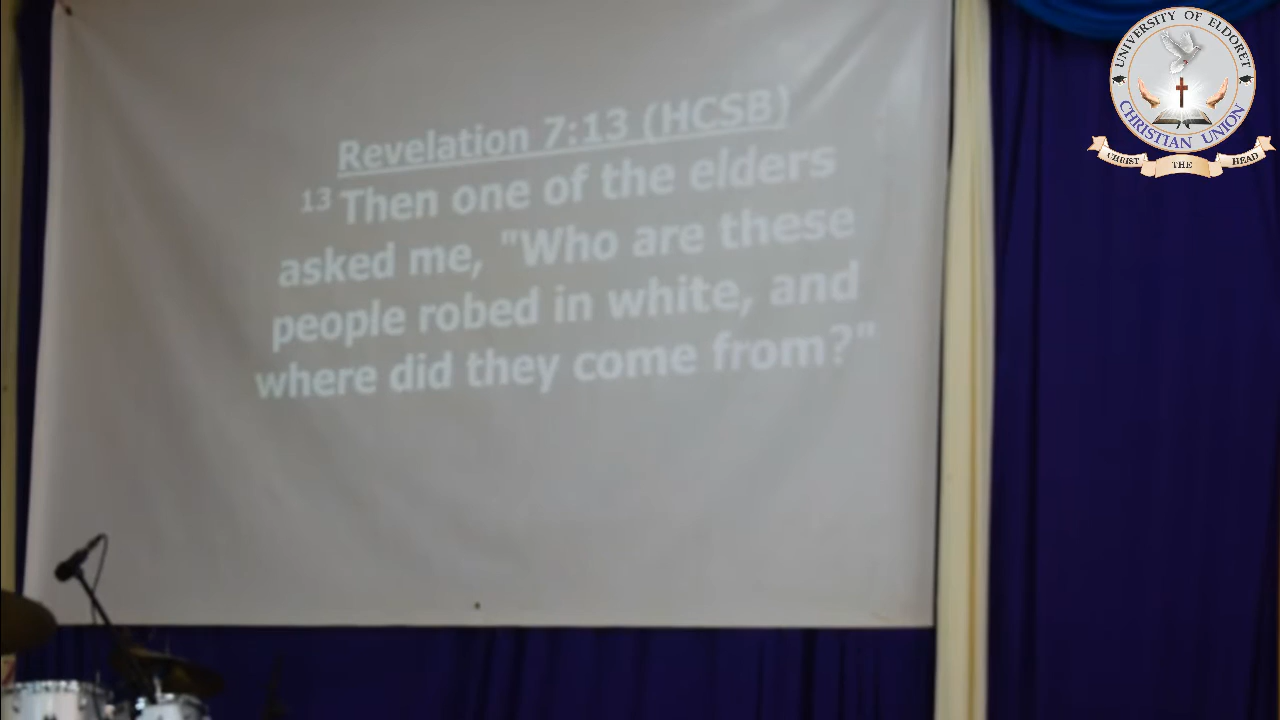 Revelation 7:13 (HCSB)
13 Then one of the elders
asked me, "Who are these
people robed in white, and
where did they come from?"
UNIVERSITY OF ELDORET
CHRISTIAN UNION
CHRIST THE HEAD